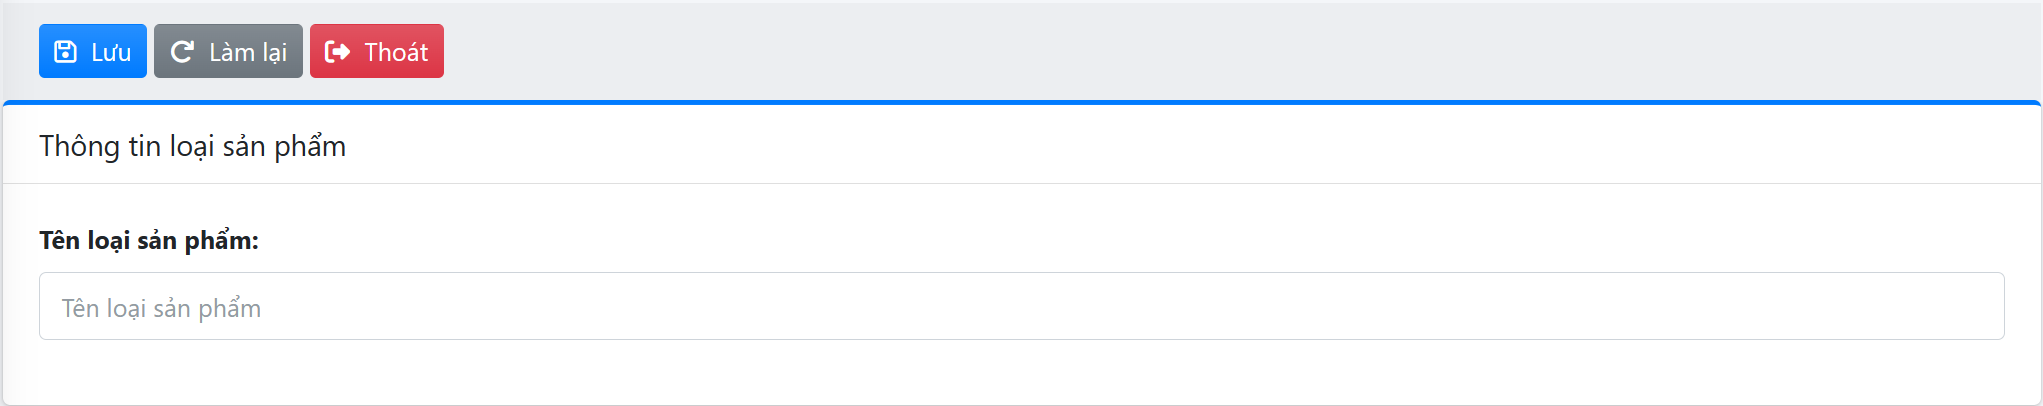 Lưu Làm lại Thoát
Thông tin loại sản phẩm
Tên loại sản phẩm:
Tên loại sản phẩm